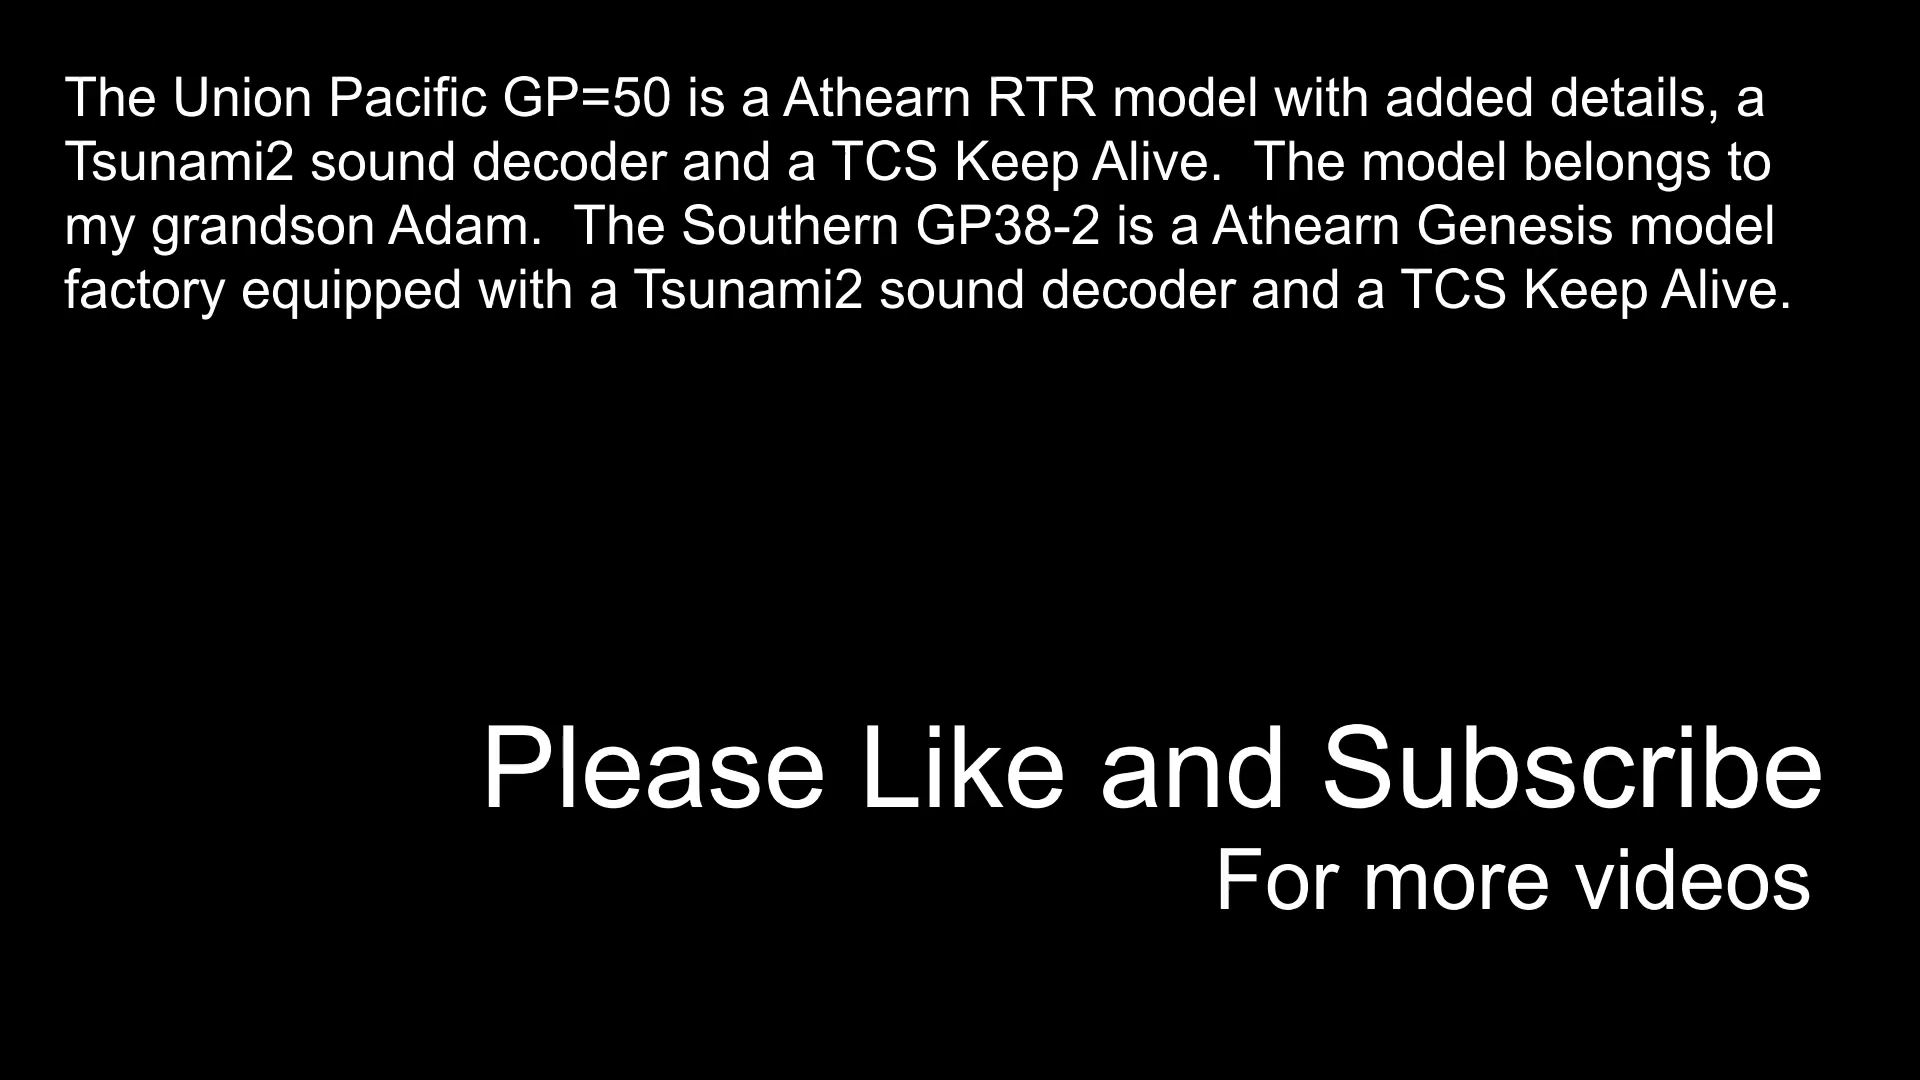 The Union Pacific GP=50 is a Athearn RTR model with added details, a
Tsunami2 sound decoder and a TCS Keep Alive.  The model belongs to
my grandson Adam.  The Southern GP38-2 is a Athearn Genesis model
factory equipped with a Tsunami2 sound decoder and a TCS Keep Alive.
Please Like and Subscribe
For more videos